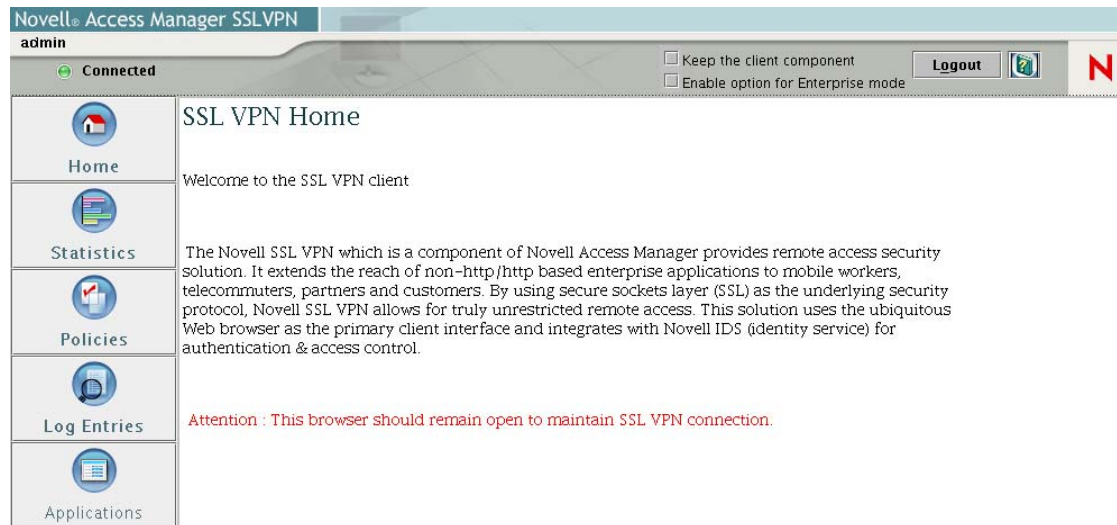 Novell® Access Manager SSLVPN
admin
Connected
Keep the client component
Enable option for Enterprise mode
Logout
N
Home
Statistics
Policies
Log Entries
Applications
SSL VPN Home
Welcome to the SSL VPN client
The Novell SSL VPN which is a component of Novell Access Manager provides remote access security
solution. It extends the reach of non-http/http based enterprise applications to mobile workers,
telecommuters, partners and customers. By using secure sockets layer (SSL) as the underlying security
protocol, Novell SSL VPN allows for truly unrestricted remote access. This solution uses the ubiquitous
Web browser as the primary client interface and integrates with Novell IDS (identity service) for
authentication & access control.
Attention : This browser should remain open to maintain SSL VPN connection.